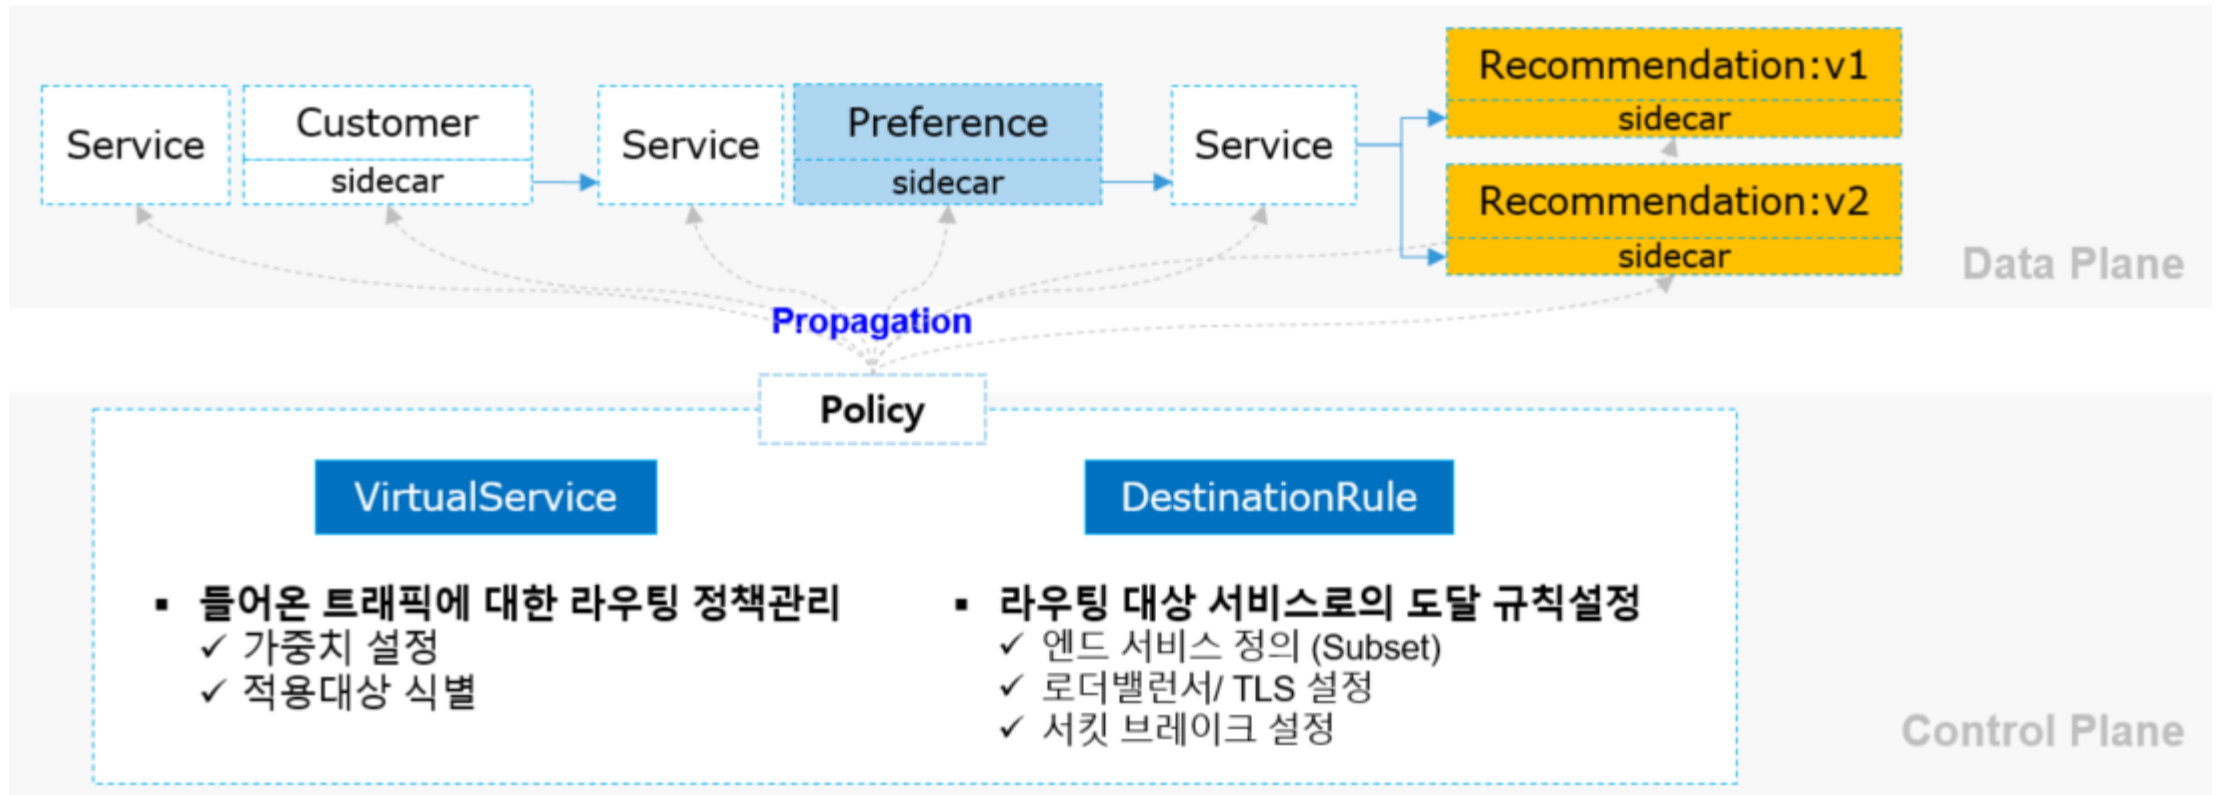 Service
Customer
sidecar
Service
Preference
sidecar
Service
Recommendation:v1
sidecar
Recommendation:v2
sidecar
Data Plane
Propagation
Policy
VirtualService
▪ 들어온 트래픽에 대한 라우팅 정책관리
✓ 가중치 설정
✓ 적용대상 식별
DestinationRule
▪ 라우팅 대상 서비스로의 도달 규칙설정
✓ 엔드 서비스 정의 (Subset)
✓ 로더밸런서/ TLS 설정
✓ 서킷 브레이크 설정
Control Plane